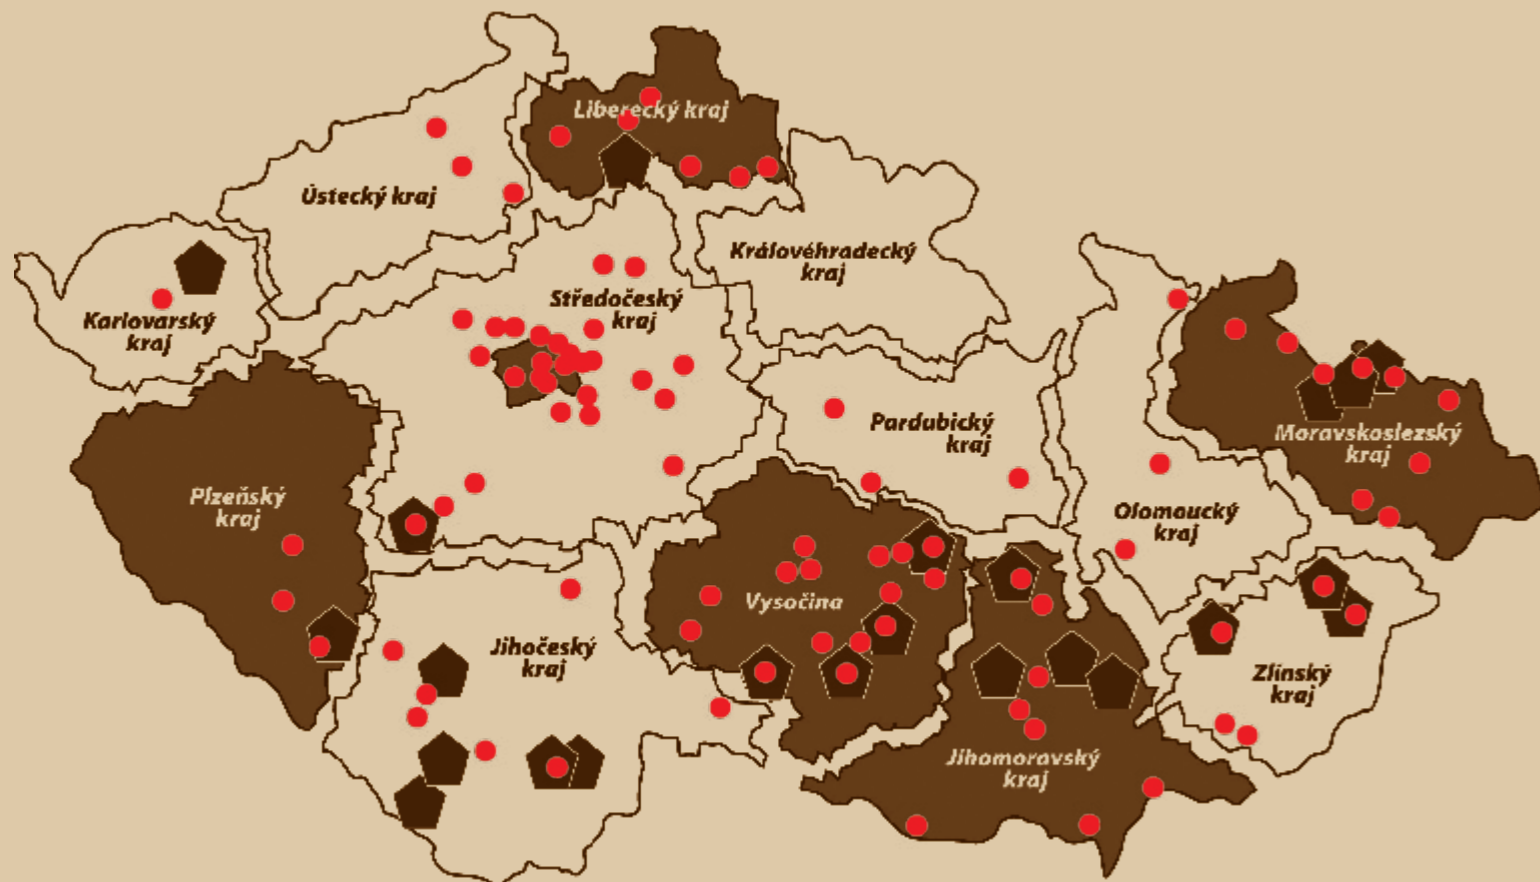 Liberecký kraj
Ústecký kraj
Královéhradecký
kraj
Středočeský
kraj
Karlovarský
kraj
Pardubický
kraj
Moravskoslezský
kraj
Plzeňský
kraj
Olomoucký
kraj
Vysočina
Jihočeský
kraj
Zlínský
kraj
Jihomoravský
kraj